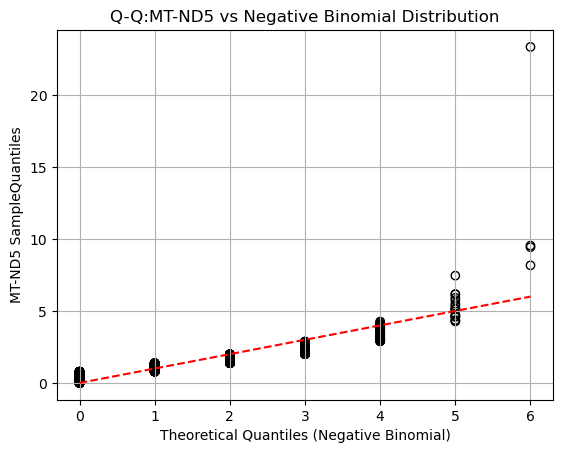 Q-Q:MT-ND5 vs Negative Binomial Distribution
MT-ND5 SampleQuantiles
20
15
10
5
0
0 1 2 3 4 5 6
Theoretical Quantiles (Negative Binomial)